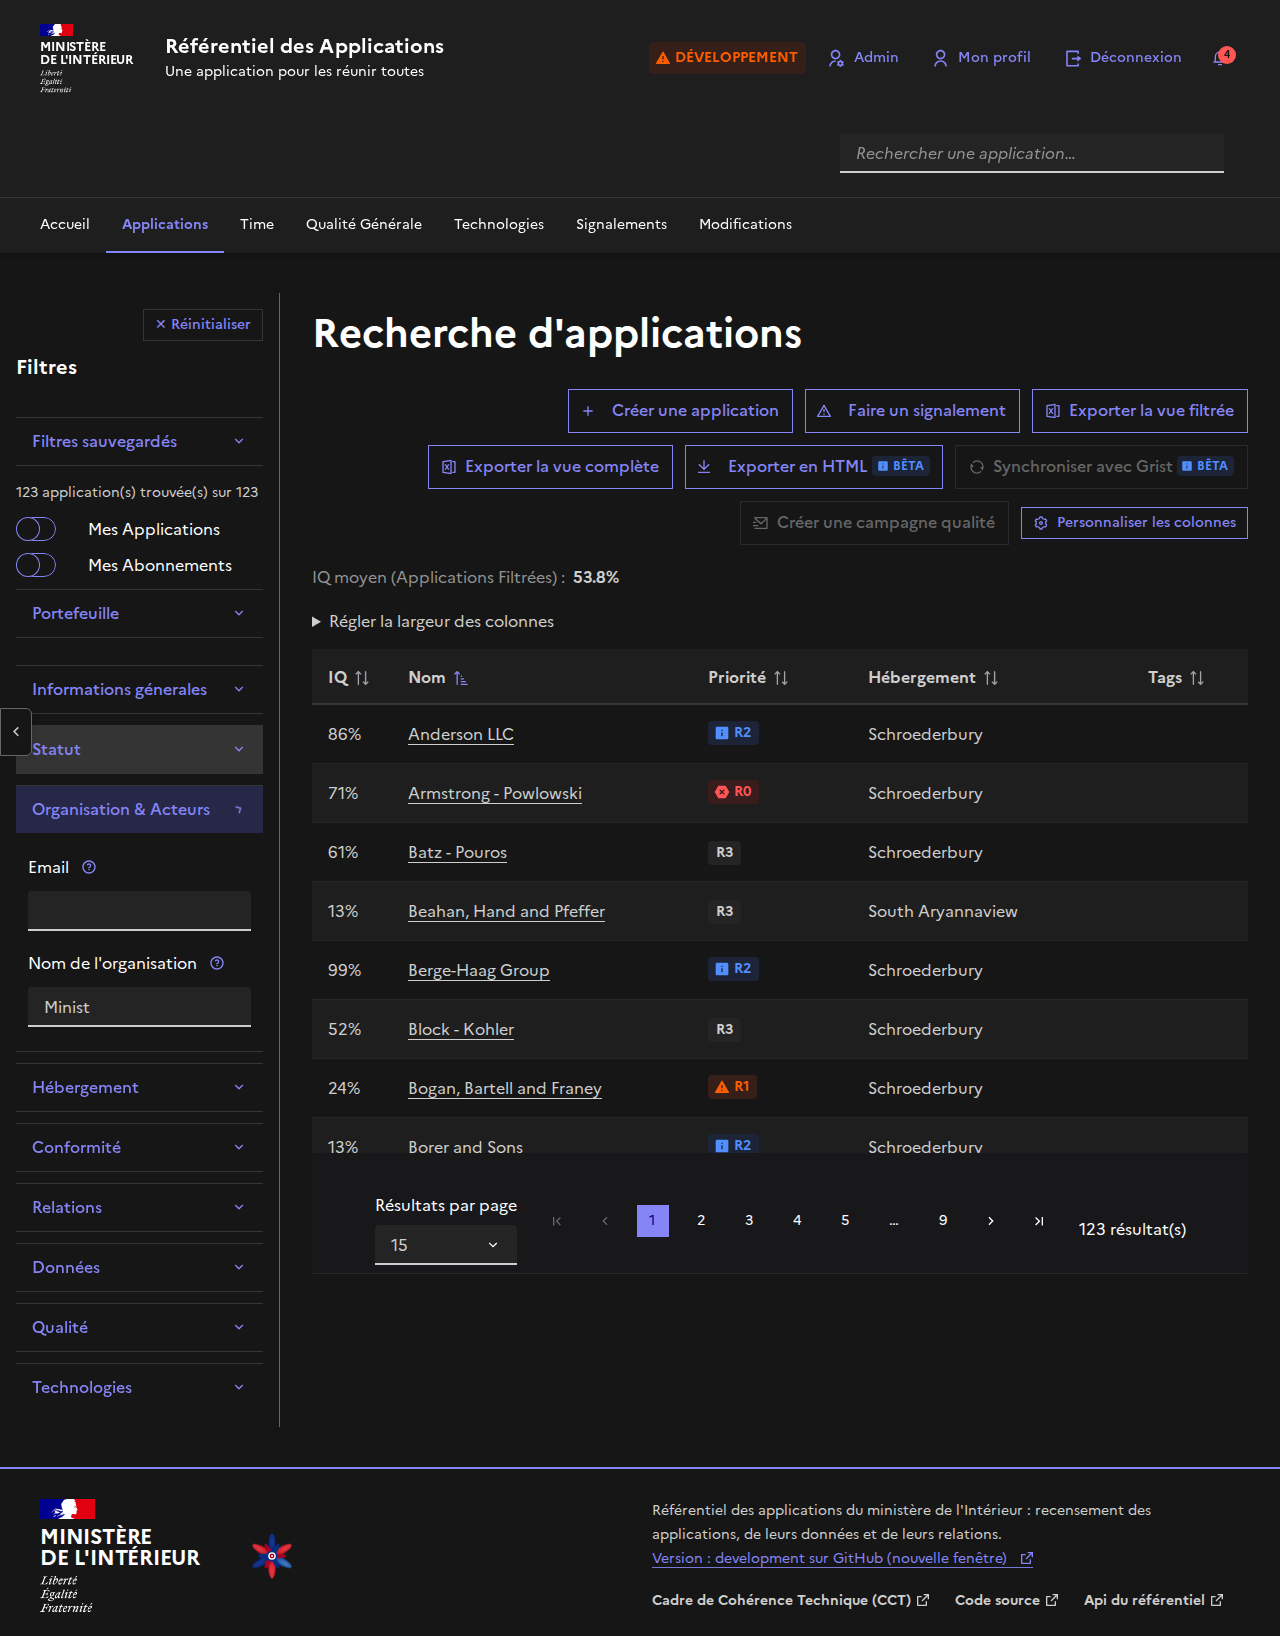 MINISTÈRE
DE L'INTÉRIEUR
Liberté
Égalité
Fraternité
Référentiel des Applications
Une application pour les réunir toutes
DÉVELOPPEMENT
Admin
Mon profil
Déconnexion
4
Rechercher une application…
Accueil
Applications
Time
Qualité Générale
Technologies
Signalements
Modifications
✕ Réinitialiser
Filtres
Filtres sauvegardés
123 application(s) trouvée(s) sur 123
Mes Applications
Mes Abonnements
Portefeuille
Informations génerales
Statut
Organisation & Acteurs
Email
Nom de l'organisation
Minist
Hébergement
Conformité
Relations
Données
Qualité
Technologies
Recherche d'applications
Créer une application
Faire un signalement
Exporter la vue filtrée
Exporter la vue complète
Exporter en HTML BÊTA
Synchroniser avec Grist BÊTA
Créer une campagne qualité
Personnaliser les colonnes
IQ moyen (Applications Filtrées) : 53.8%
Régler la largeur des colonnes
IQ Nom Priorité Hébergement Tags
86% Anderson LLC R2 Schroederbury
71% Armstrong - Powlowski R0 Schroederbury
61% Batz - Pouros R3 Schroederbury
13% Beahan, Hand and Pfeffer R3 South Aryannaview
99% Berge-Haag Group R2 Schroederbury
52% Block - Kohler R3 Schroederbury
24% Bogan, Bartell and Franey R1 Schroederbury
13% Borer and Sons R2 Schroederbury
Résultats par page
15
1 2 3 4 5 … 9
123 résultat(s)
MINISTÈRE
DE L'INTÉRIEUR
Liberté
Égalité
Fraternité
Référentiel des applications du ministère de l'Intérieur : recensement des
applications, de leurs données et de leurs relations.
Version : development sur GitHub (nouvelle fenêtre)
Cadre de Cohérence Technique (CCT)
Code source
Api du référentiel